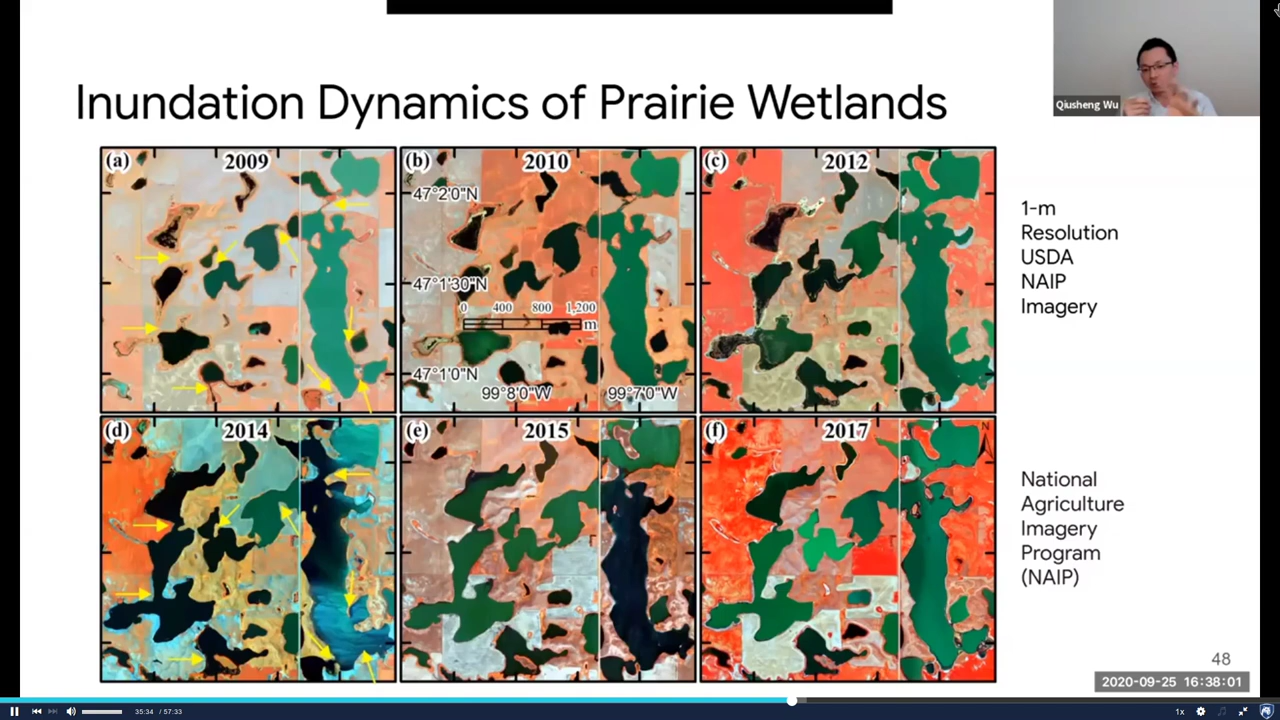 Inundation Dynamics of Prairie Wetlands
Qiusheng Wu
(a) 2009
(b) 2010
47°2'0"N
47°1'30"N
0 400 800 1,200
m
47°1'0"N
99°8'0"W 99°7'0"W
(c) 2012
(d) 2014
(e) 2015
(f) 2017
N
1-m
Resolution
USDA
NAIP
Imagery
National
Agriculture
Imagery
Program
(NAIP)
48
2020-09-25 16:38:01
35:34 / 57:33
1x